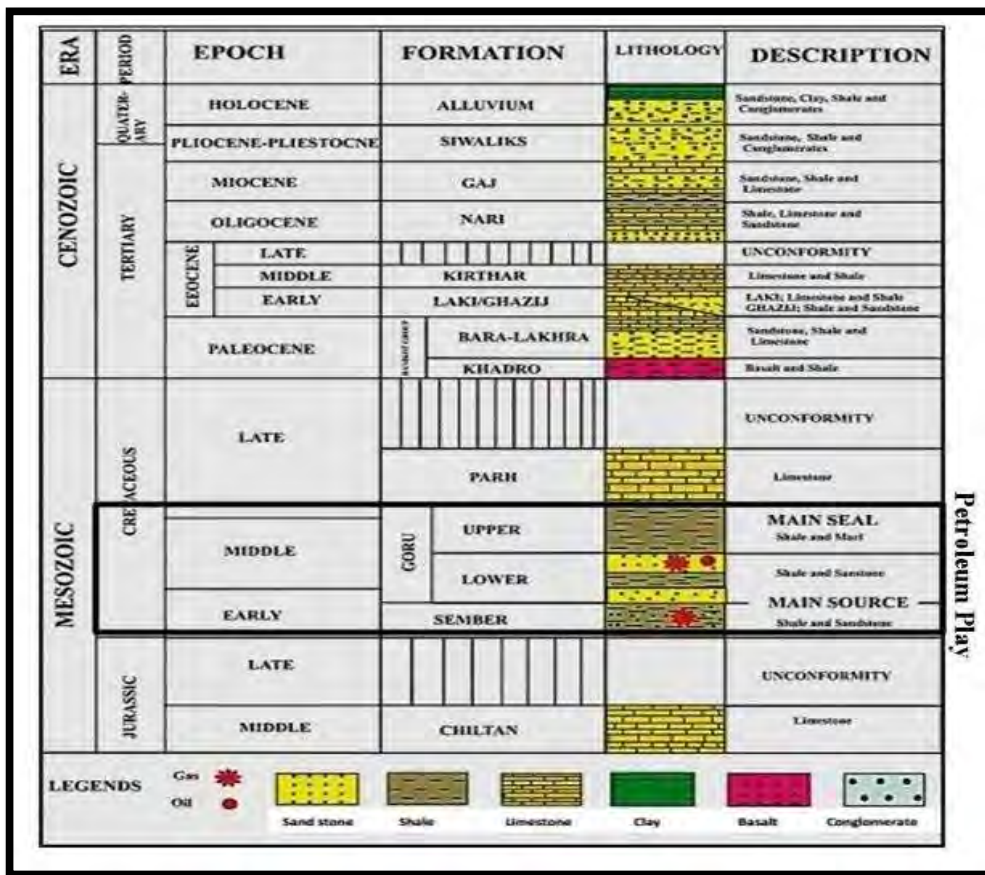 ERA PERIOD EPOCH FORMATION LITHOLOGY DESCRIPTION
CENOZOIC
QUATER-
ARY
HOLOCENE ALLUVIUM Sandstone, Clay, Shale and
Conglomerates
PLIOCENE-PLIESTOCNE SIWALIKS Sandstone, Shale and
Conglomerates
TERTIARY
MIOCENE GAJ Sandstone, Shale and
Limestone
OLIGOCENE NARI Shale, Limestone and
Sandstone
EEOCENE
LATE UNCONFORMITY
MIDDLE KIRTHAR Limestone and Shale
EARLY LAKI/GHAZIJ LAKI; Limestone and Shale
GHAZIJ; Shale and Sandstone
PALEOCENE BARA-LAKHRA Sandstone, Shale and
Limestone
KHADRO Basalt and Shale
MESOZOIC
CRETACEOUS
LATE UNCONFORMITY
PARH Limestone
MIDDLE GORU UPPER MAIN SEAL
Shale and Marl
LOWER Shale and Sanstone
EARLY SEMBER MAIN SOURCE
Shale and Sandstone
Petroleum Play
JURASSIC
LATE UNCONFORMITY
MIDDLE CHILTAN Limestone
LEGENDS
Gas
Oil
Sand stone Shale Limestone Clay Basalt Conglomerate